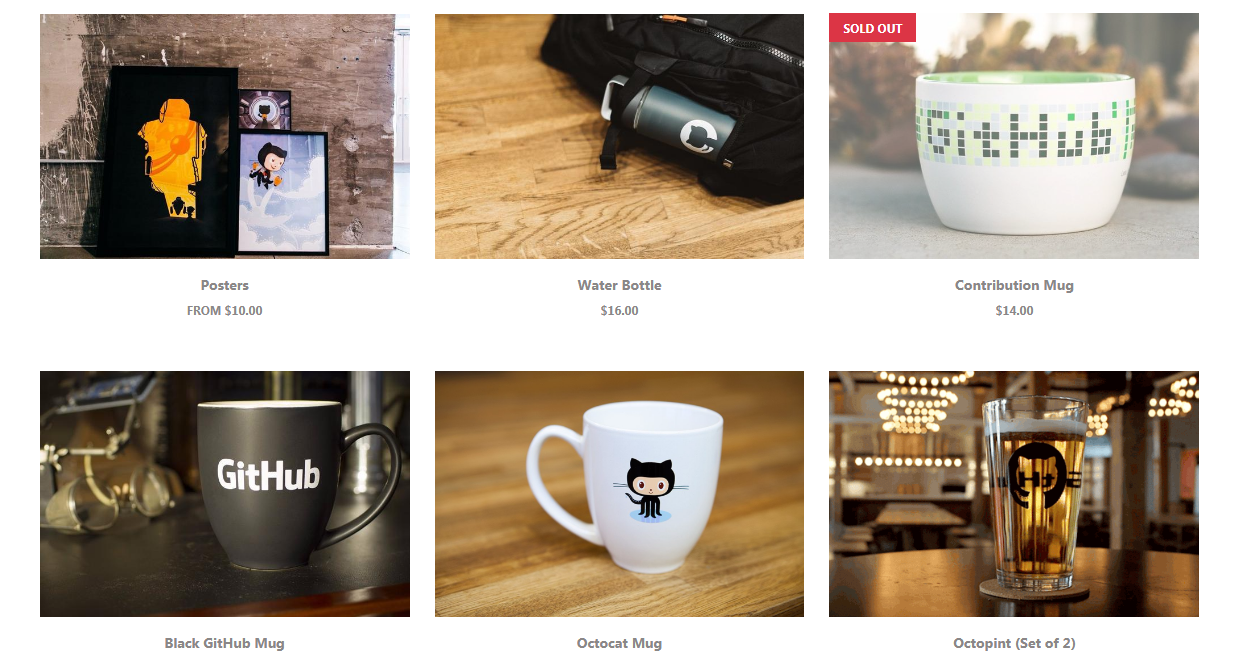 SOLD OUT
GitHub
Posters
Water Bottle
Contribution Mug
FROM $10.00
$16.00
$14.00
GitHub
Black GitHub Mug
Octocat Mug
Octopint (Set of 2)